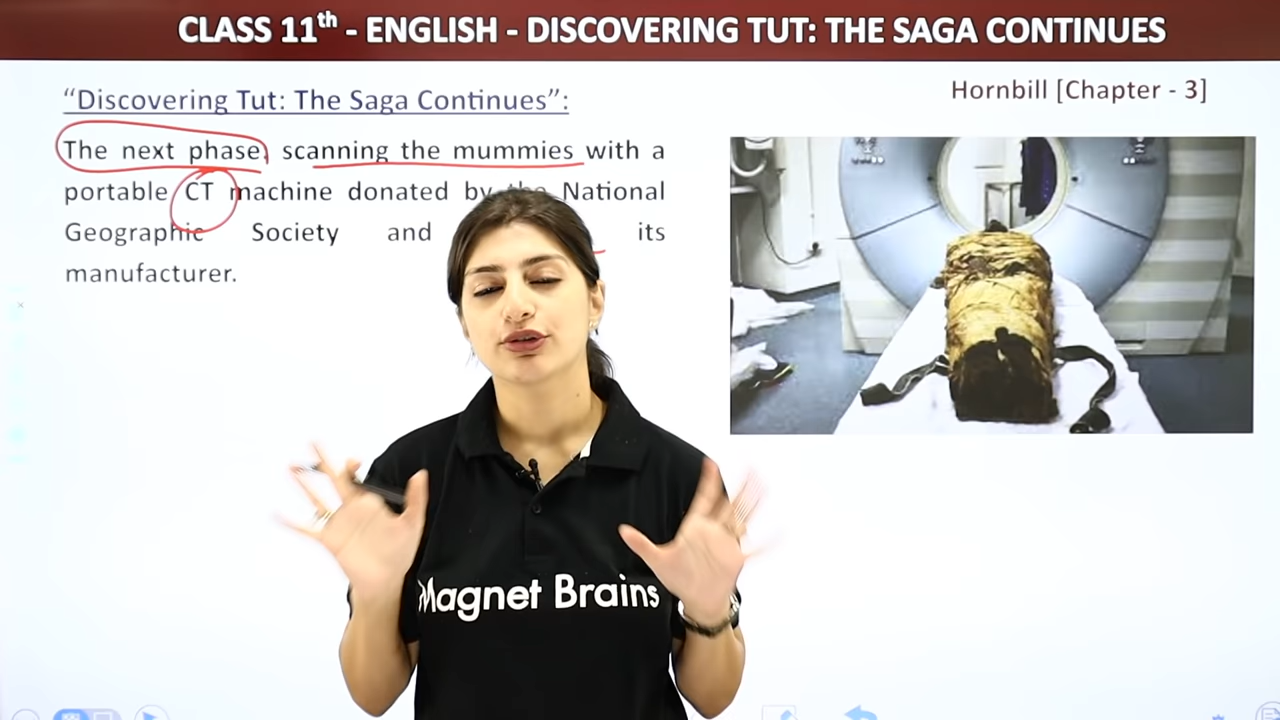 CLASS 11th - ENGLISH - DISCOVERING TUT: THE SAGA CONTINUES
“Discovering Tut: The Saga Continues”:
Hornbill [Chapter - 3]
The next phase, scanning the mummies with a
portable CT machine donated by the National
Geographic Society and its
manufacturer.
Magnet Brains